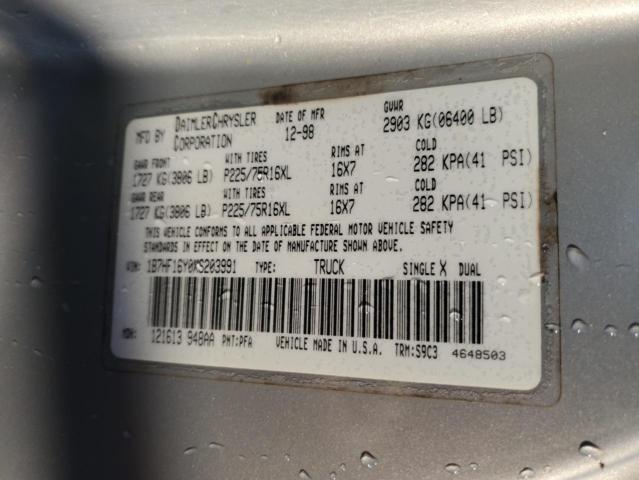 MFD BY DAIMLERCHRYSLER CORPORATION DATE OF MFR 12-98 GVWR 2903 KG(06400 LB)
GAWR FRONT WITH TIRES RIMS AT COLD
1727 KG(3806 LB) P225/75R16XL 16X7 282 KPA(41 PSI)
GAWR REAR WITH TIRES RIMS AT COLD
1727 KG(3806 LB) P225/75R16XL 16X7 282 KPA(41 PSI)
THIS VEHICLE CONFORMS TO ALL APPLICABLE FEDERAL MOTOR VEHICLE SAFETY
STANDARDS IN EFFECT ON THE DATE OF MANUFACTURE SHOWN ABOVE.
VIN: 1B7HF16Y0XS203991 TYPE: TRUCK SINGLE X DUAL
MDH: 121613 948AA PNT:PFA VEHICLE MADE IN U.S.A. TRM:S9C3 4648503